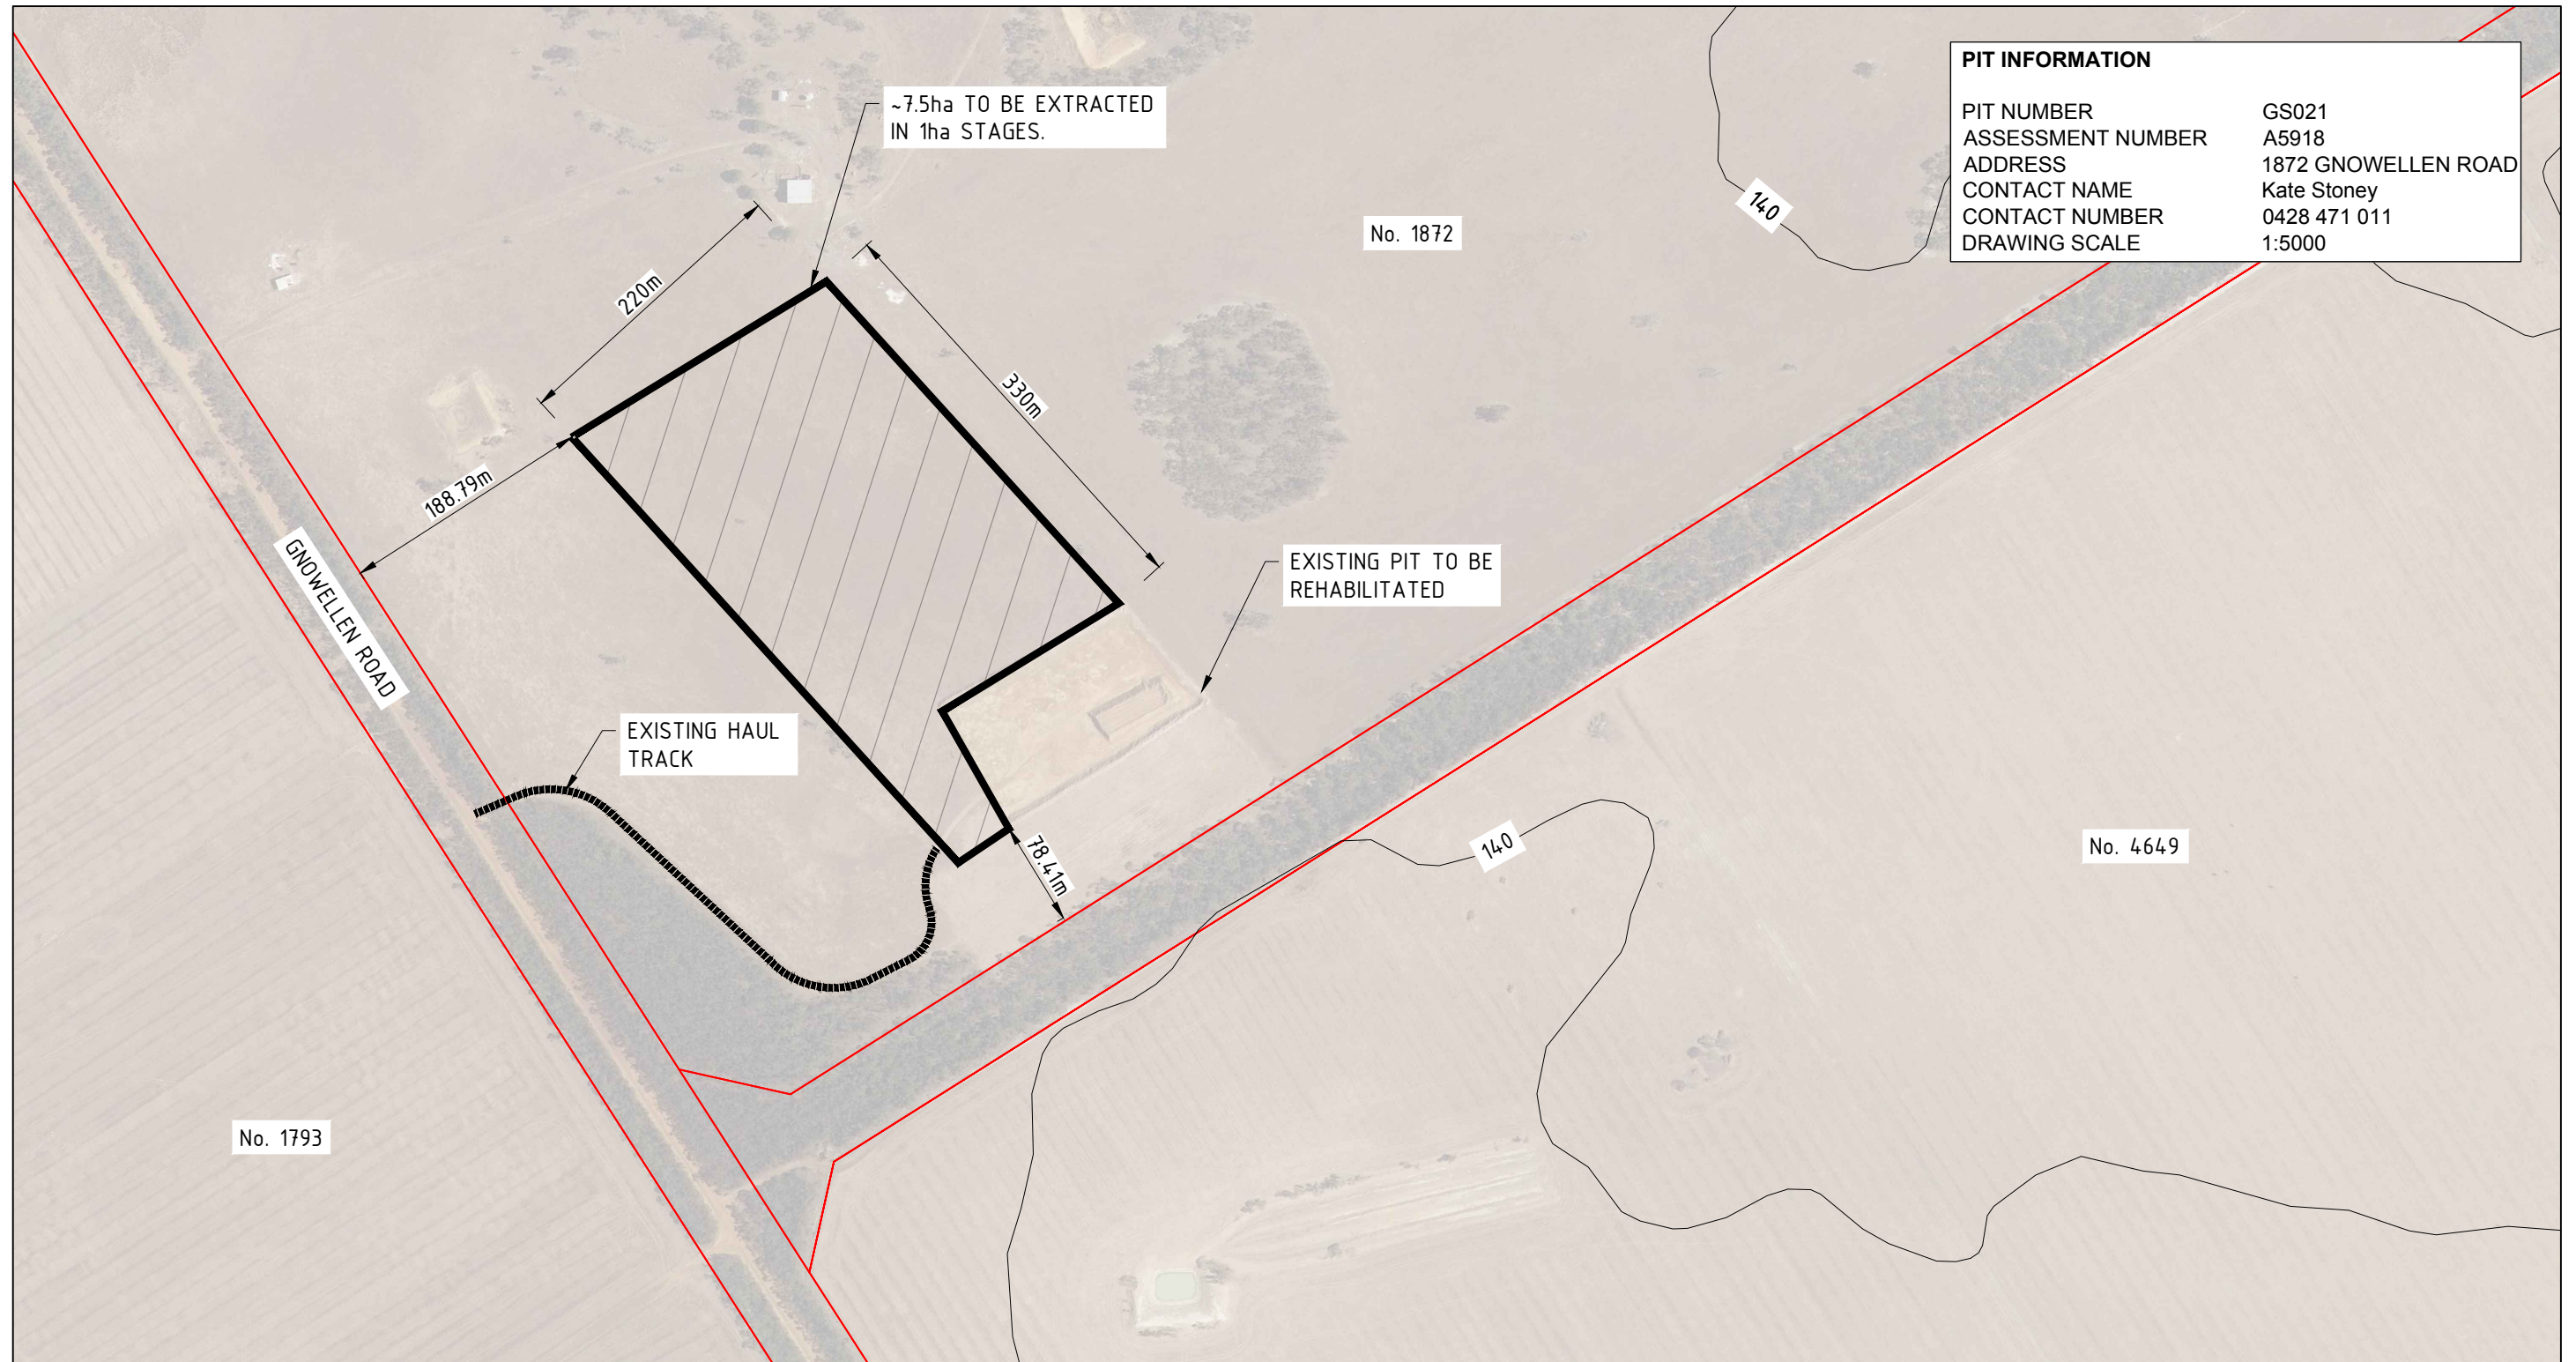 PIT INFORMATION
PIT NUMBER GS021
ASSESSMENT NUMBER A5918
ADDRESS 1872 GNOWELLEN ROAD
CONTACT NAME Kate Stoney
CONTACT NUMBER 0428 471 011
DRAWING SCALE 1:5000
~7.5ha TO BE EXTRACTED
IN 1ha STAGES.
140
No. 1872
220m
330m
188.79m
GNOWELLEN ROAD
EXISTING PIT TO BE
REHABILITATED
EXISTING HAUL
TRACK
78.41m
140
No. 4649
No. 1793